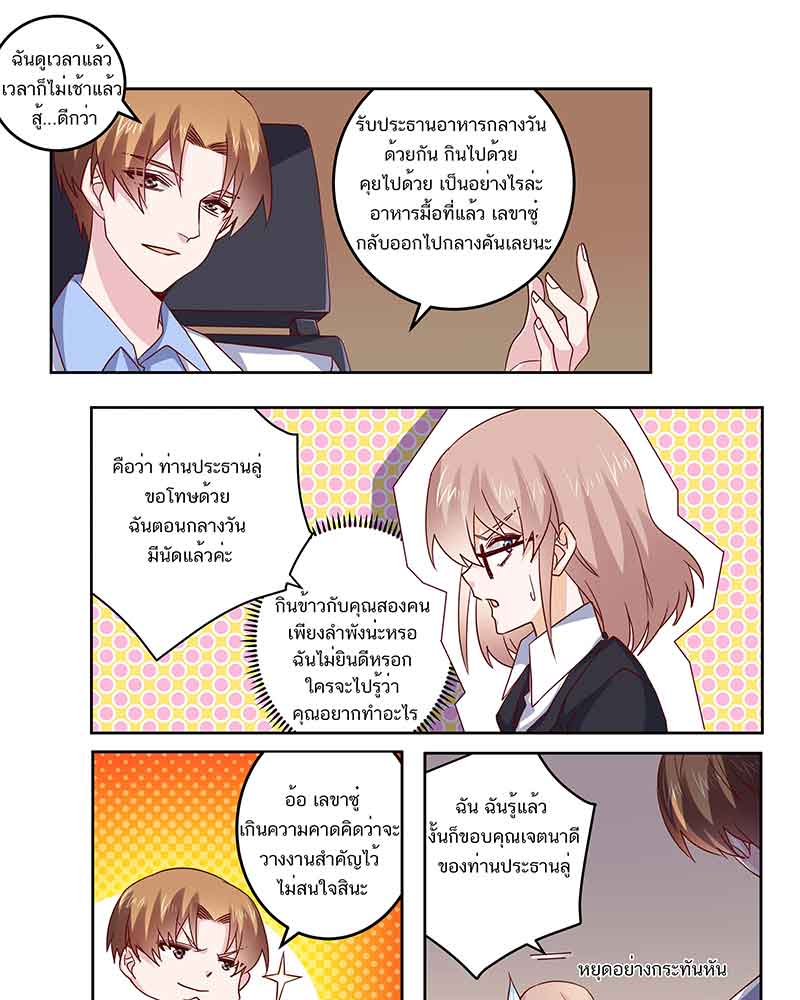 ฉันดูเวลาแล้ว
เวลาก็ไม่เช้าแล้ว
สู้...ดีกว่า
รับประธานอาหารกลางวัน
ด้วยกัน กินไปด้วย
คุยไปด้วย เป็นอย่างไรล่ะ
อาหารมื้อที่แล้ว เลขาซู่
กลับออกไปกลางคันเลยนะ
คือว่า ท่านประธานลู่
ขอโทษด้วย
ฉันตอนกลางวัน
มีนัดแล้วค่ะ
กินข้าวกับคุณสองคน
เพียงลำพังน่ะหรอ
ฉันไม่ยินดีหรอก
ใครจะไปรู้ว่า
คุณอยากทำอะไร
อ้อ เลขาซู่
เกินความคาดคิดว่าจะ
วางงานสำคัญไว้
ไม่สนใจสินะ
ฉัน ฉันรู้แล้ว
งั้นก็ขอบคุณเจตนาดี
ของท่านประธานลู่
หยุดอย่างกระทันหัน